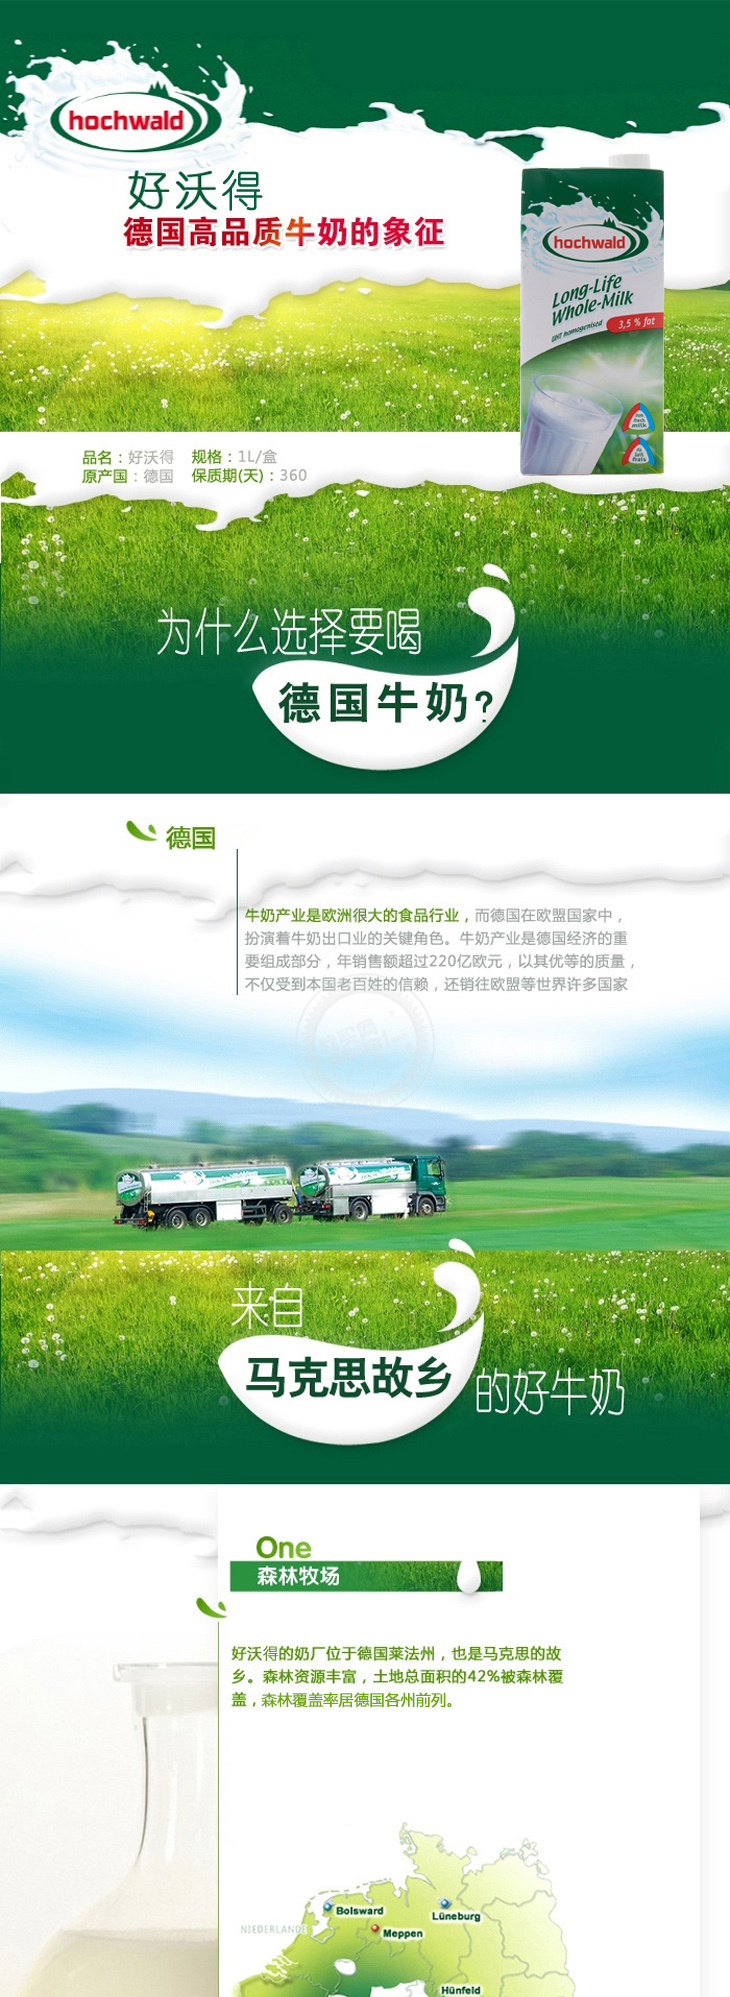 hochwald
好沃得
德国高品质牛奶的象征
hochwald
Long-Life
Whole-Milk
UHT homogenised
3,5 % fat
品名：好沃得 规格：1L/盒
原产国：德国 保质期(天)：360
为什么选择要喝
德国牛奶?
德国
牛奶产业是欧洲很大的食品行业，而德国在欧盟国家中，
扮演着牛奶出口业的关键角色。牛奶产业是德国经济的重
要组成部分，年销售额超过220亿欧元，以其优等的质量，
不仅受到本国老百姓的信赖，还销往欧盟等世界许多国家
来自
马克思故乡
的好牛奶
One
森林牧场
好沃得的奶厂位于德国莱法州，也是马克思的故
乡。森林资源丰富，土地总面积的42%被森林覆
盖，森林覆盖率居德国各州前列。
Bolsward
Lüneburg
NIEDERLANDE
Meppen
Hünfeld